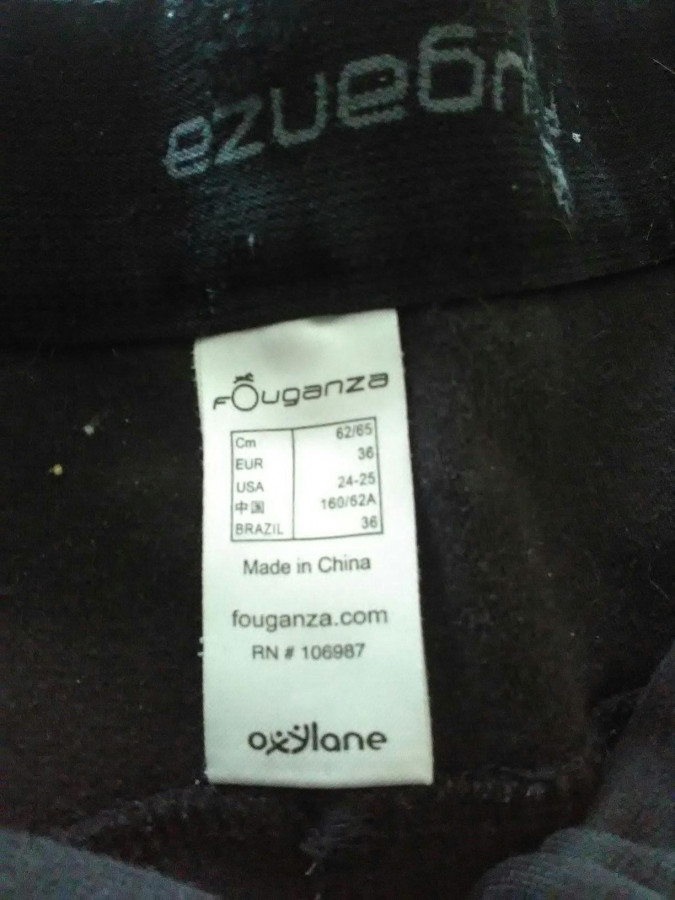 uganza
fOuganza
Cm 62/65
EUR 36
USA 24-25
中国 160/62A
BRAZIL 36
Made in China
fouganza.com
RN # 106987
oxylane